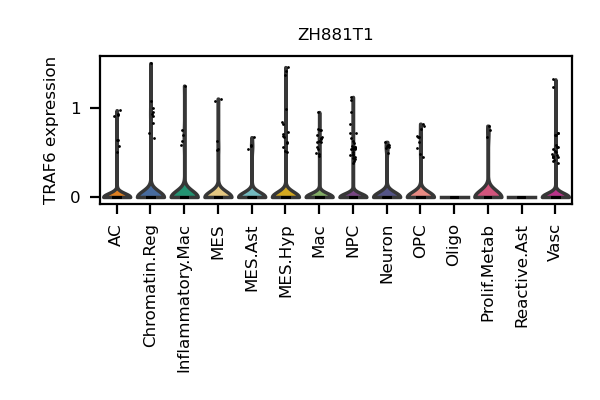 ZH881T1
TRAF6 expression
1
0
AC
Chromatin.Reg
Inflammatory.Mac
MES
MES.Ast
MES.Hyp
Mac
NPC
Neuron
OPC
Oligo
Prolif.Metab
Reactive.Ast
Vasc